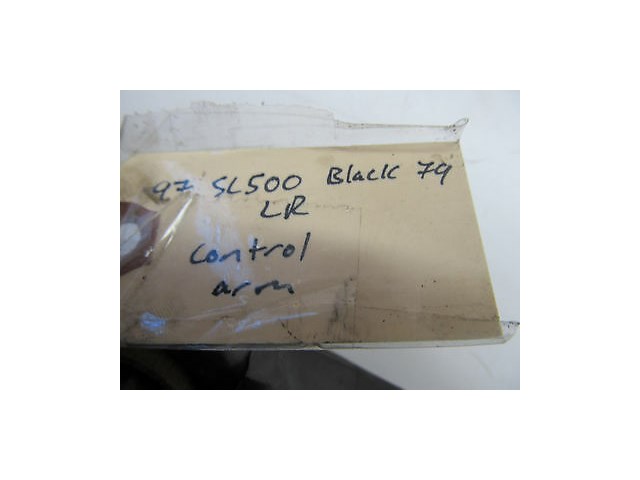 97 SL500 Black 79
LR
control
arm